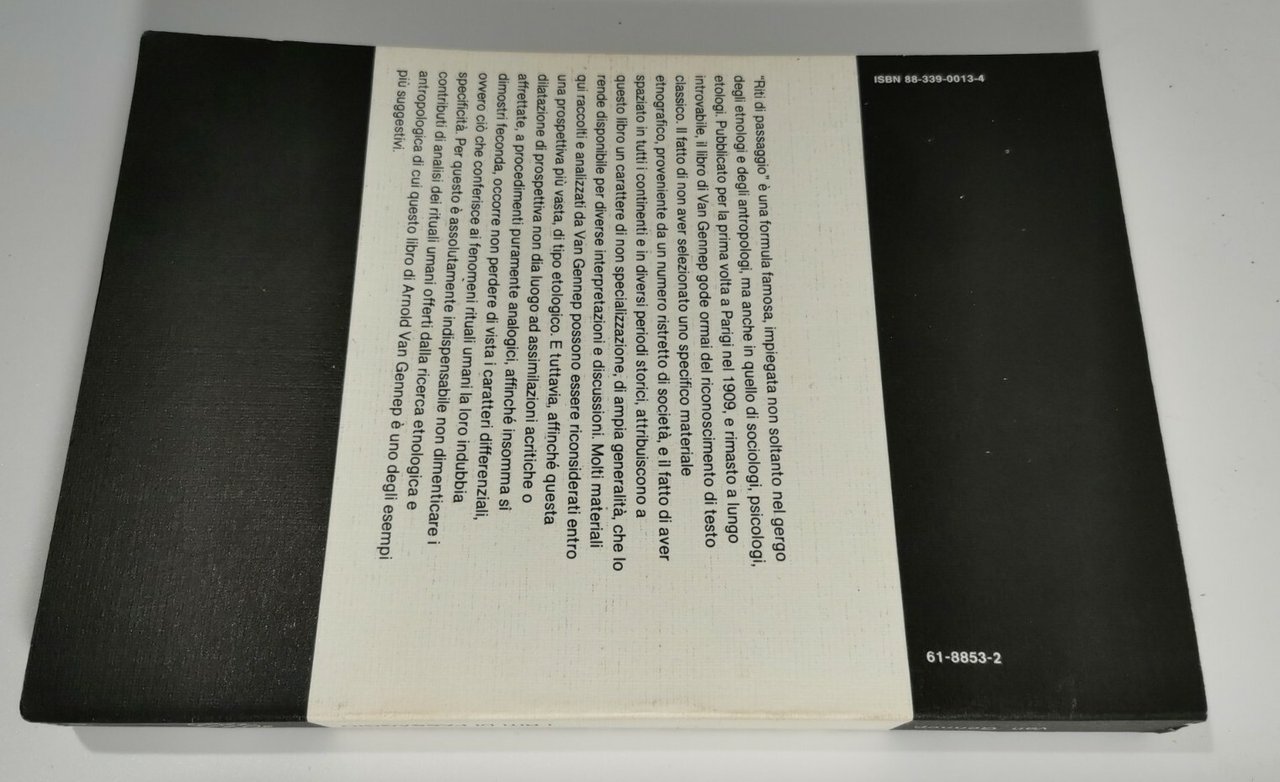 ISBN 88-339-0013-4
"Riti di passaggio" è una formula famosa, impiegata non soltanto nel gergo
degli etnologi e degli antropologi, ma anche in quello di sociologi, psicologi,
etologi. Pubblicato per la prima volta a Parigi nel 1909, e rimasto a lungo
introvabile, il libro di Van Gennep gode ormai del riconoscimento di testo
classico. Il fatto di non aver selezionato uno specifico materiale
etnografico, proveniente da un numero ristretto di società, e il fatto di aver
spaziato in tutti i continenti e in diversi periodi storici, attribuiscono a
questo libro un carattere di non specializzazione, di ampia generalità, che lo
rende disponibile per diverse interpretazioni e discussioni. Molti materiali
qui raccolti e analizzati da Van Gennep possono essere riconsiderati entro
una prospettiva più vasta, di tipo etologico. E tuttavia, affinché questa
dilatazione di prospettiva non dia luogo ad assimilazioni acritiche o
affrettate, a procedimenti puramente analogici, affinché insomma si
dimostri feconda, occorre non perdere di vista i caratteri differenziali,
ovvero ciò che conferisce ai fenomeni rituali umani la loro indubbia
specificità. Per questo è assolutamente indispensabile non dimenticare i
contributi di analisi dei rituali umani offerti dalla ricerca etnologica e
antropologica di cui questo libro di Arnold Van Gennep è uno degli esempi
più suggestivi.
61-8853-2